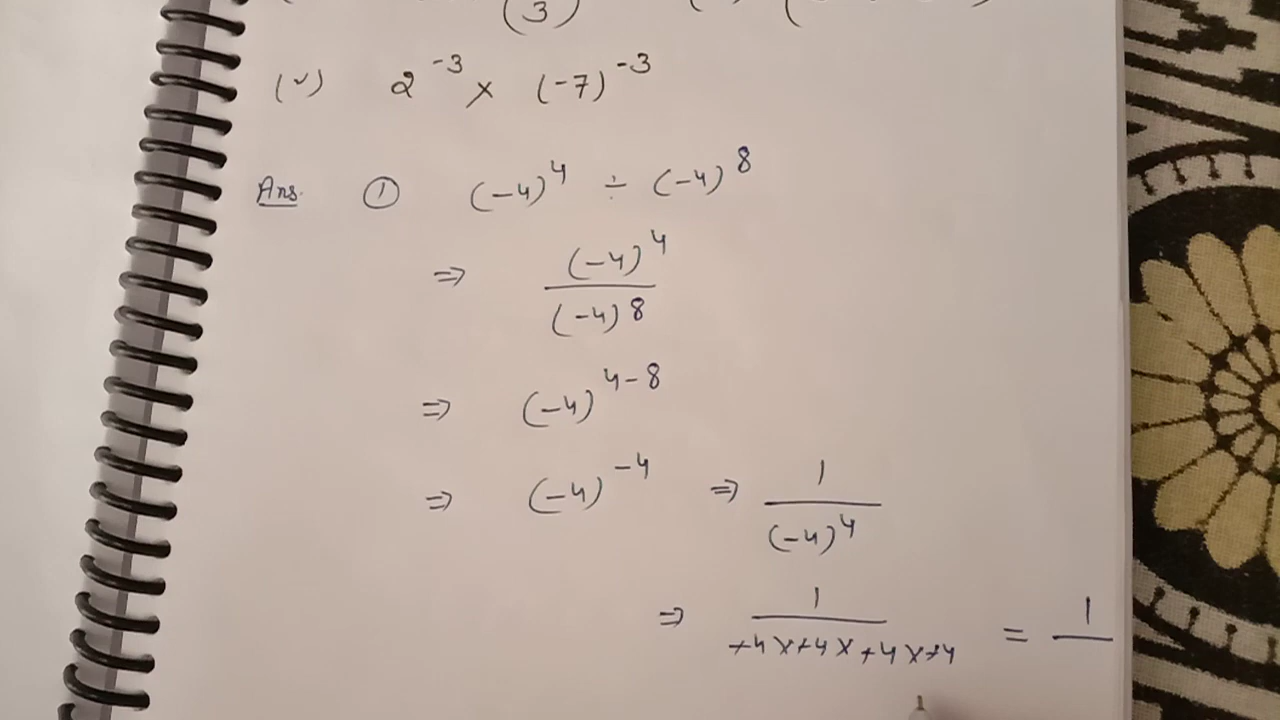 (3)
(v) 2^-3 × (-7)^-3
Ans. ① (-4)^4 ÷ (-4)^8
⇒ (-4)^4 / (-4)^8
⇒ (-4)^4-8
⇒ (-4)^-4 ⇒ 1 / (-4)^4
⇒ 1 / +4×+4×+4×+4 = 1 /